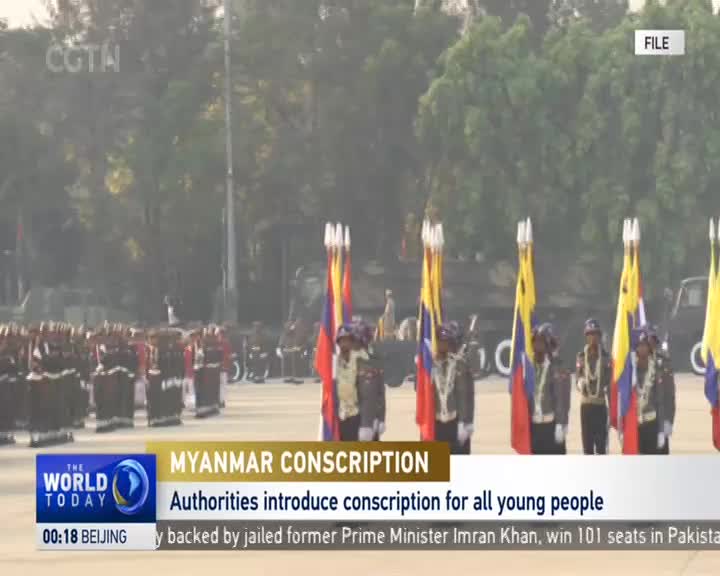 CGTN
FILE
MYANMAR CONSCRIPTION
THE
WORLD
TODAY
Authorities introduce conscription for all young people
00:18 BEIJING
y backed by jailed former Prime Minister Imran Khan, win 101 seats in Pakista